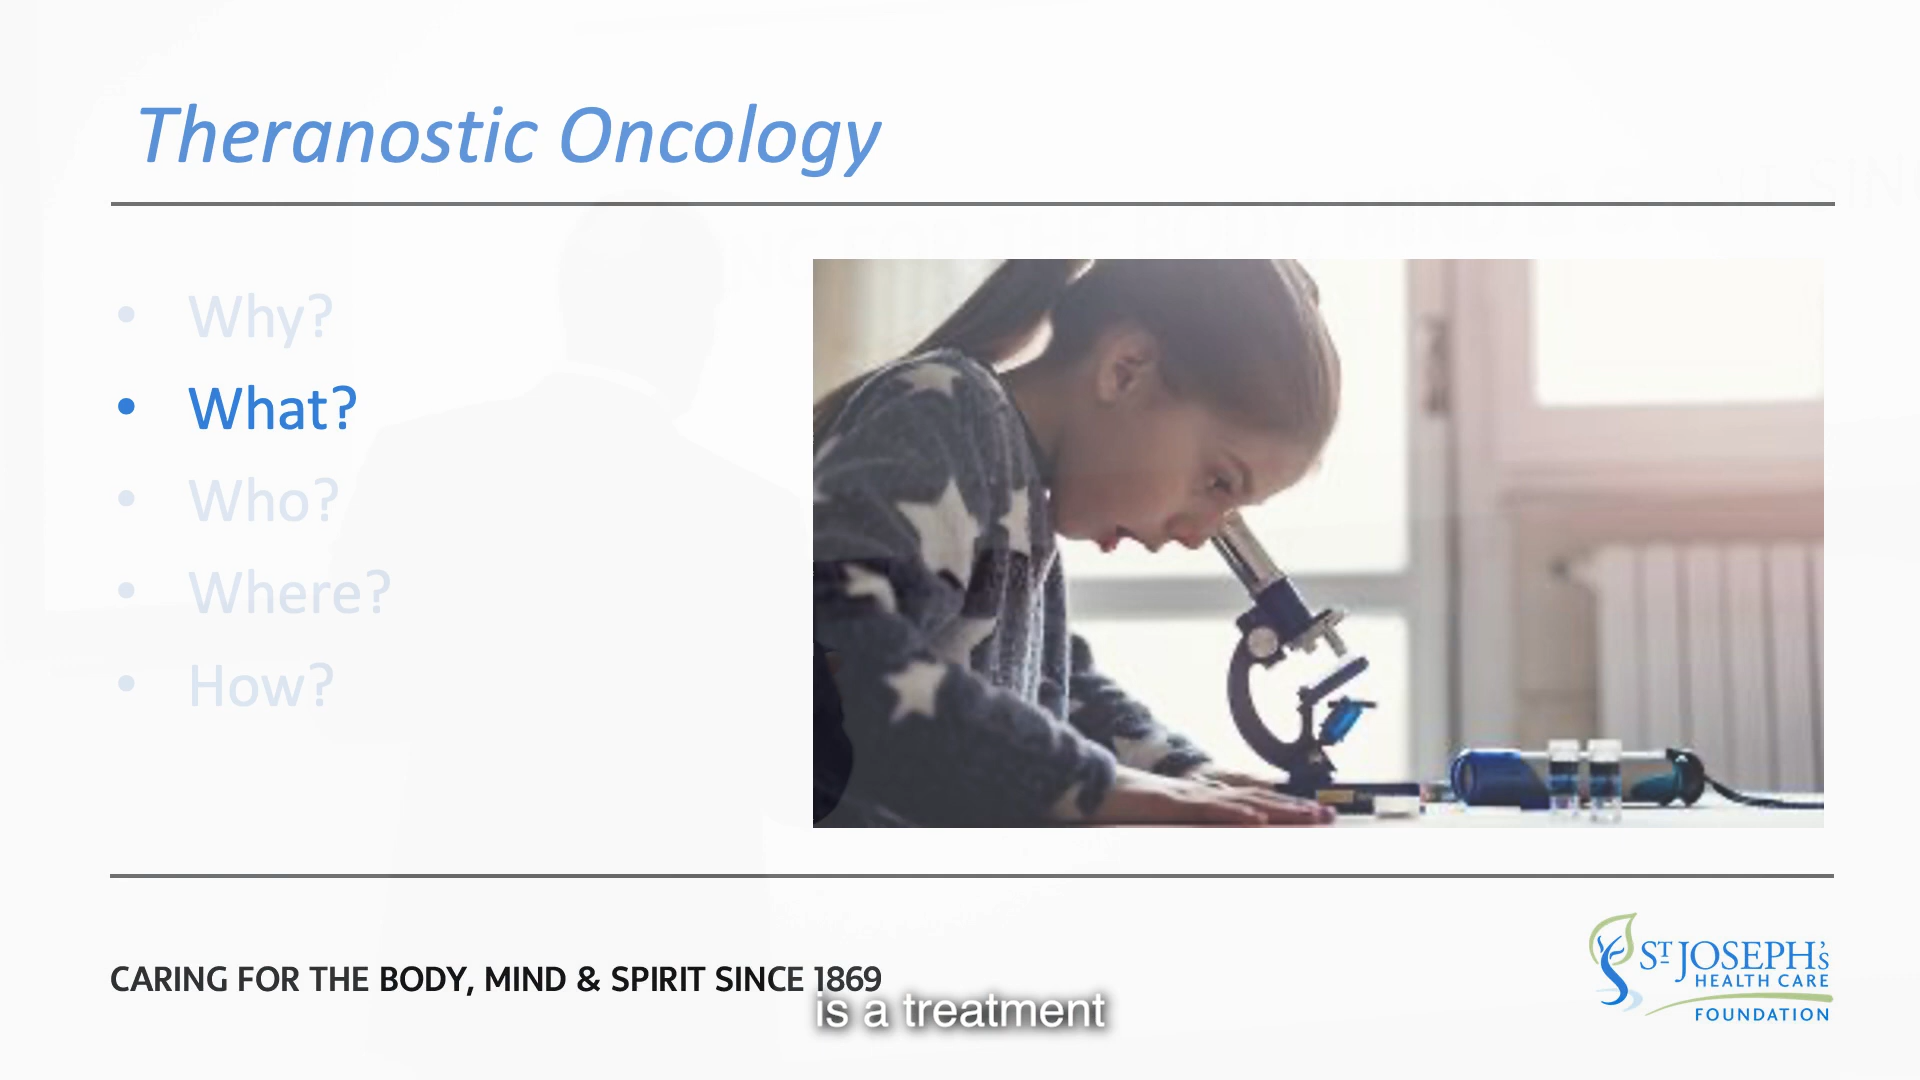 Theranostic Oncology
• Why?
• What?
• Who?
• Where?
• How?
CARING FOR THE BODY, MIND & SPIRIT SINCE 1869
is a treatment
ST JOSEPH's
HEALTH CARE
FOUNDATION